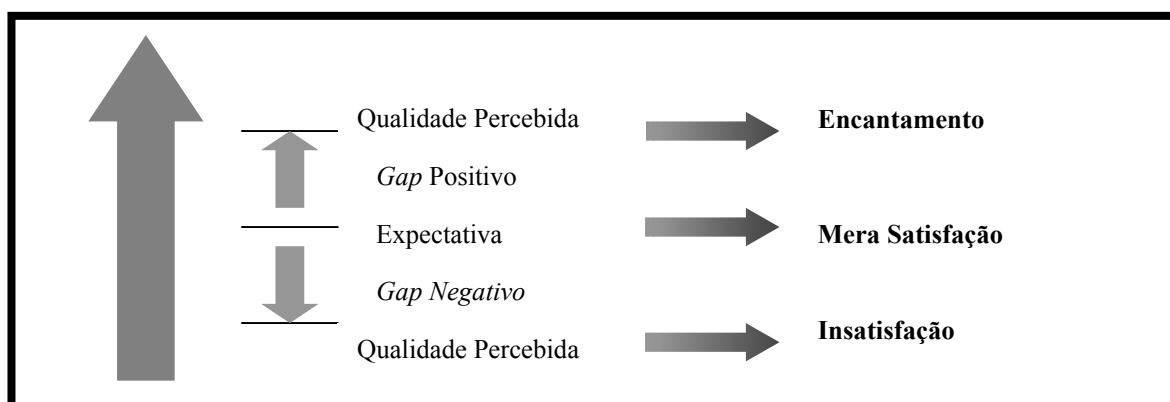 Qualidade Percebida
Encantamento
Gap Positivo
Expectativa
Mera Satisfação
Gap Negativo
Qualidade Percebida
Insatisfação